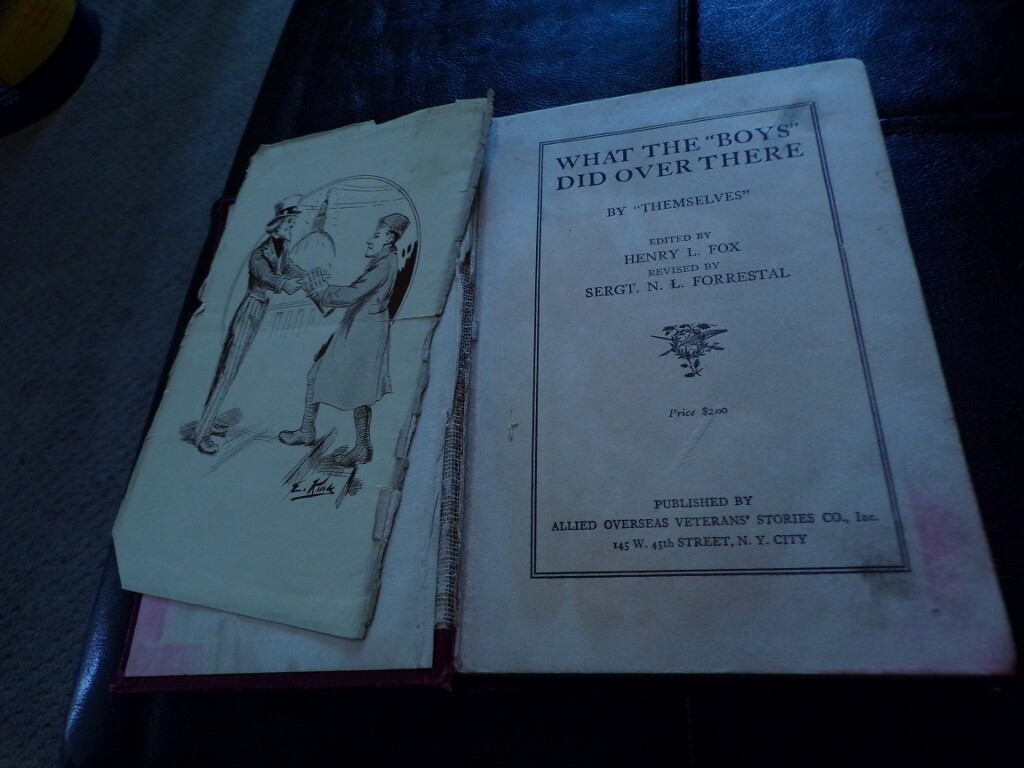 E. Kirk
WHAT THE "BOYS"
DID OVER THERE
BY "THEMSELVES"
EDITED BY
HENRY L. FOX
REVISED BY
SERGT. N. L. FORRESTAL
Price $2.00
PUBLISHED BY
ALLIED OVERSEAS VETERANS' STORIES CO., Inc.
145 W. 45th STREET, N. Y. CITY